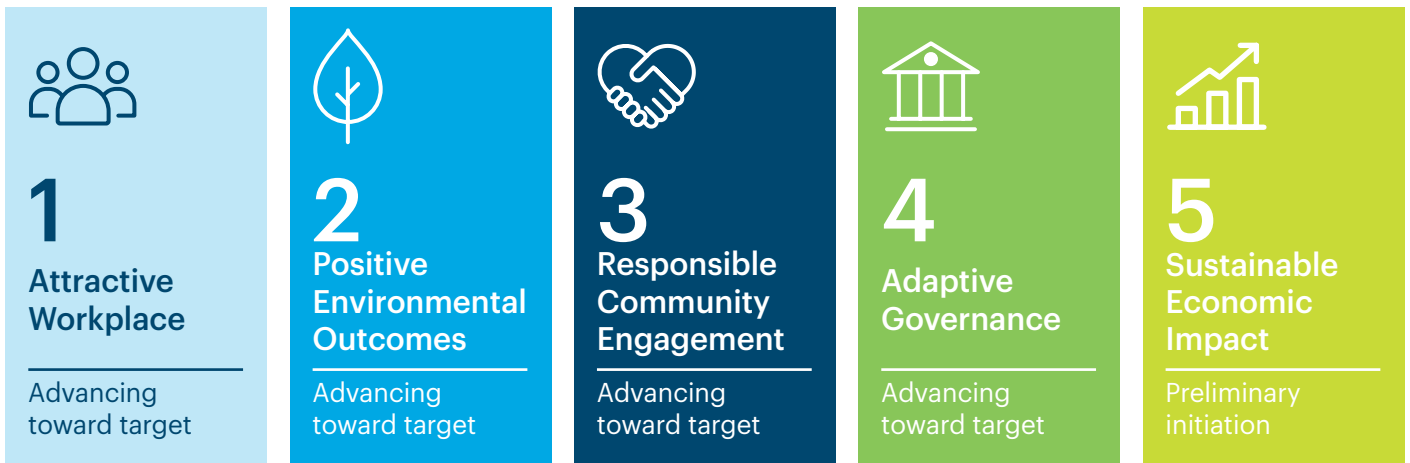 1
Attractive
Workplace
Advancing
toward target
2
Positive
Environmental
Outcomes
Advancing
toward target
3
Responsible
Community
Engagement
Advancing
toward target
4
Adaptive
Governance
Advancing
toward target
5
Sustainable
Economic
Impact
Preliminary
initiation